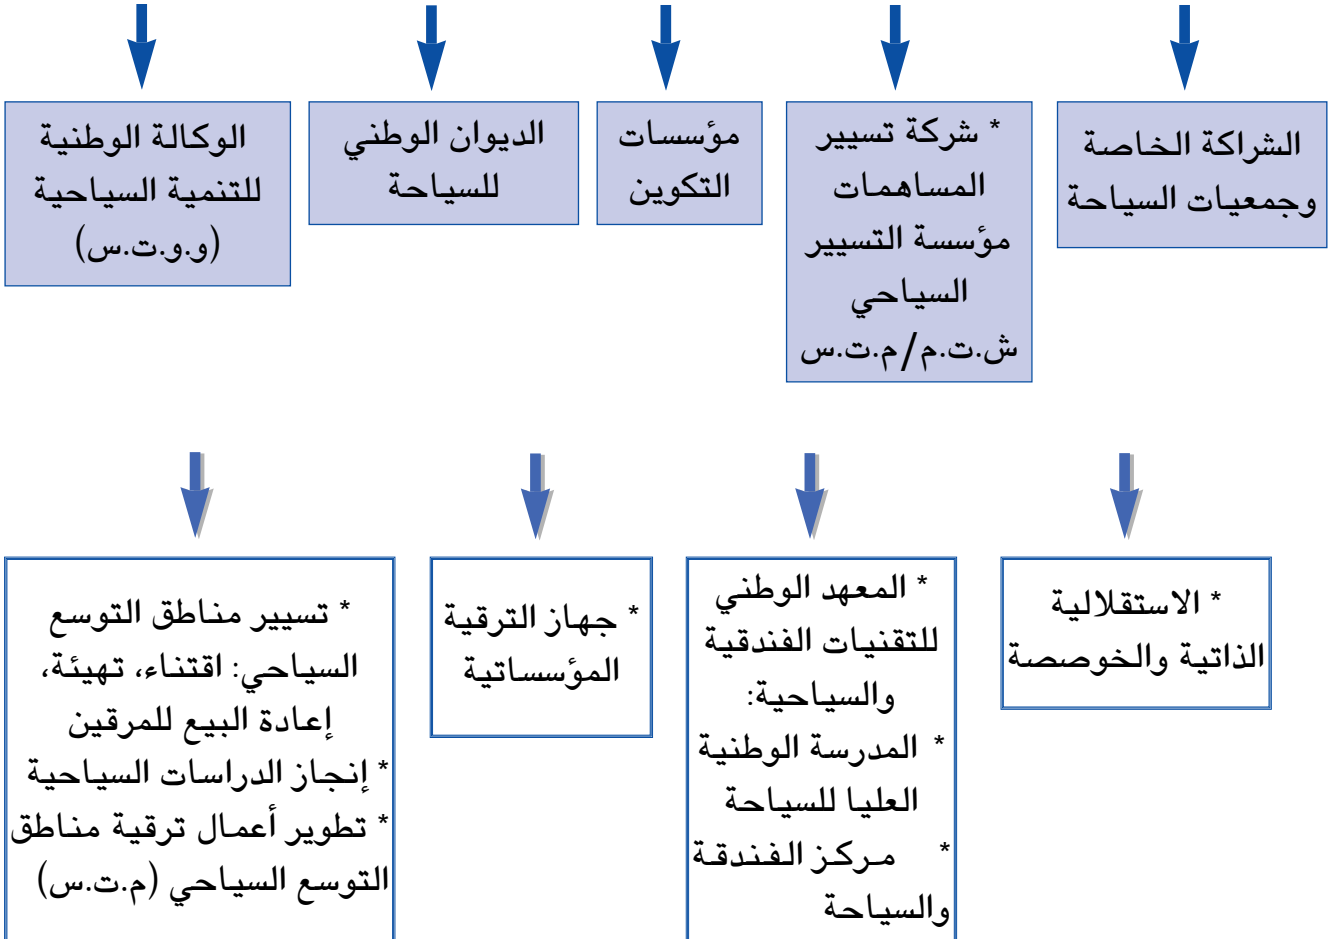 الشراكة الخاصة
وجمعيات السياحة
* شركة تسيير
المساهمات
مؤسسة التسيير
السياحي
ش.ت.م/م.ت.س
مؤسسات
التكوين
الديوان الوطني
للسياحة
الوكالة الوطنية
للتنمية السياحية
(و.و.ت.س)
* الاستقلالية
الذاتية والخوصصة
* المعهد الوطني
للتقنيات الفندقية
والسياحية:
* المدرسة الوطنية
العليا للسياحة
* مركز الفندقة
والسياحة
* جهاز الترقية
المؤسساتية
* تسيير مناطق التوسع
السياحي: اقتناء، تهيئة،
إعادة البيع للمرقين
* إنجاز الدراسات السياحية
* تطوير أعمال ترقية مناطق
التوسع السياحي (م.ت.س)